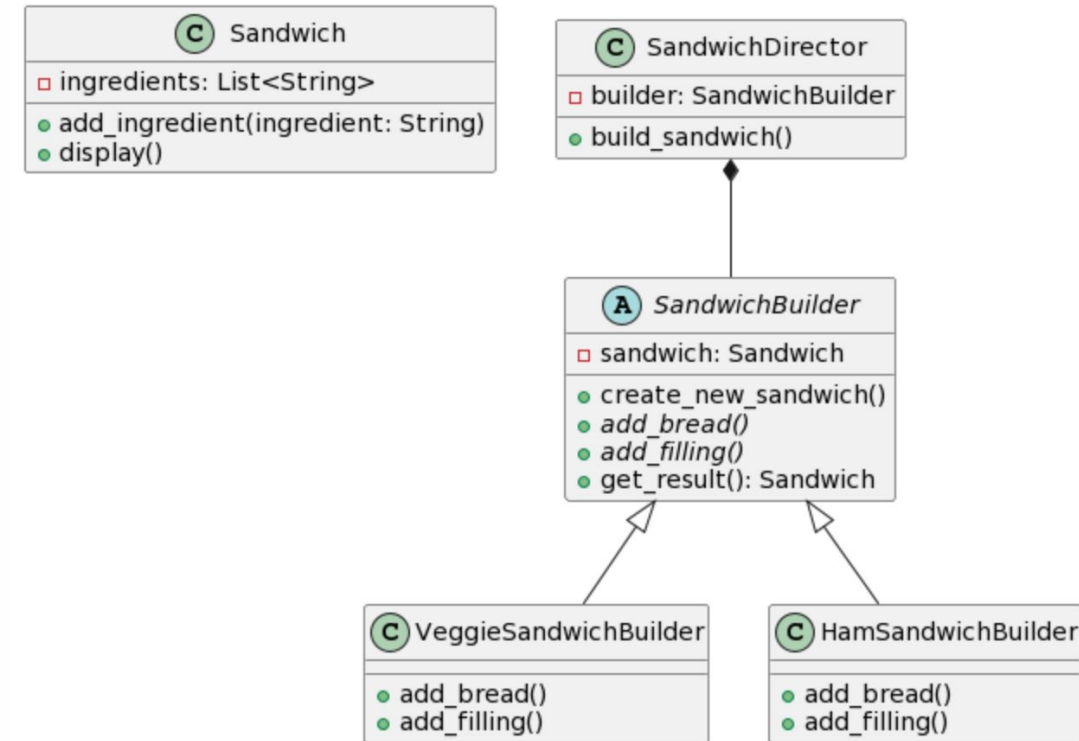 C Sandwich
ingredients: List<String>
add_ingredient(ingredient: String)
display()
C SandwichDirector
builder: SandwichBuilder
build_sandwich()
A SandwichBuilder
sandwich: Sandwich
create_new_sandwich()
add_bread()
add_filling()
get_result(): Sandwich
C VeggieSandwichBuilder
add_bread()
add_filling()
C HamSandwichBuilder
add_bread()
add_filling()